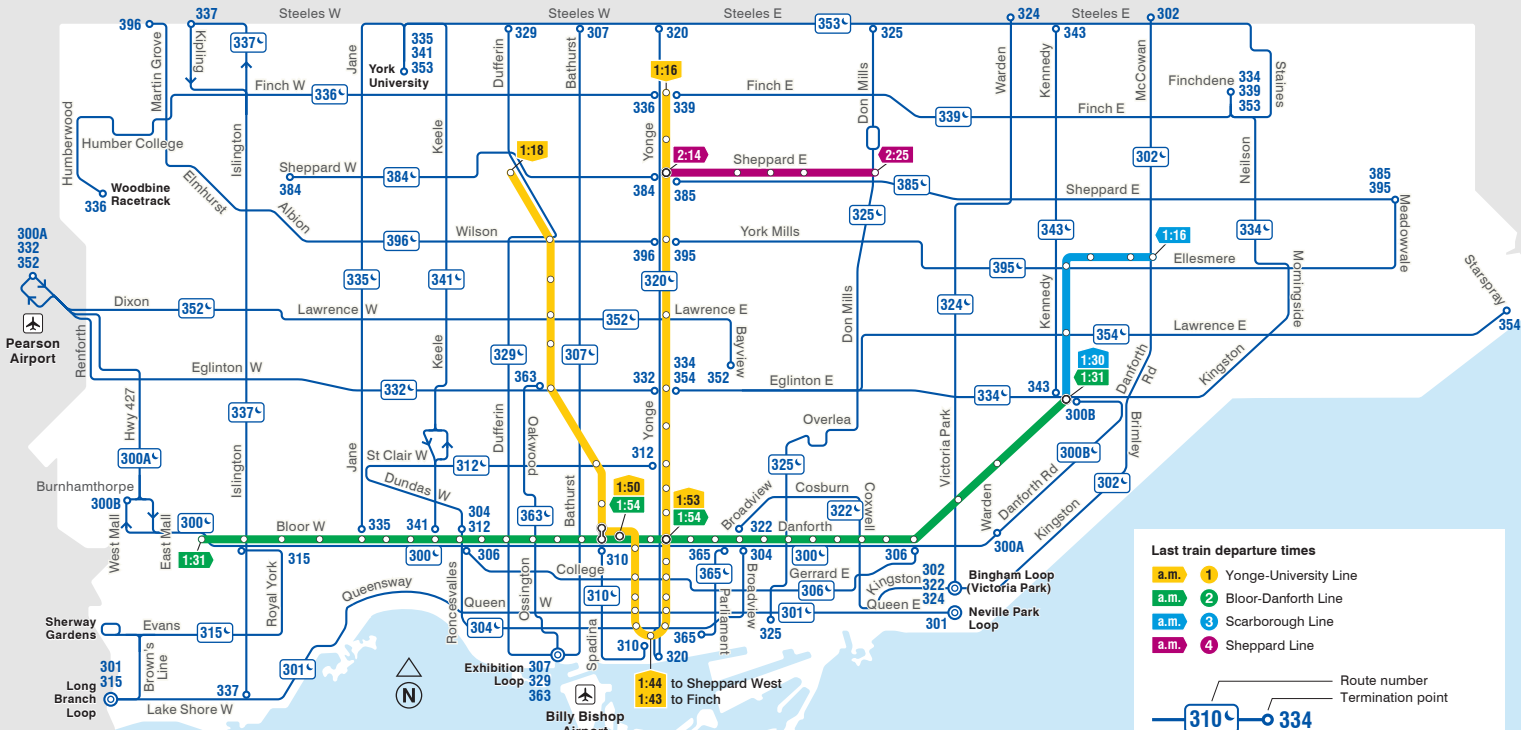 337
Steeles W
Steeles W
Steeles E
353
324
Steeles E
302
396
Kipling
337
335
341
353
329
307
320
325
343
Martin Grove
Jane
York
University
Dufferin
Bathurst
1:16
Don Mills
Warden
Kennedy
McCowan
Staines
Finchdene
334
339
353
Finch W
336
336
339
Finch E
339
Finch E
Humberwood
Humber College
Islington
Keele
Yonge
1:18
2:14
Sheppard E
2:25
302
Neilson
Sheppard W
384
384
384
385
385
Sheppard E
385
395
336
Woodbine
Racetrack
Elmhurst
Albion
325
Meadowvale
300A
332
352
396
Wilson
396
395
York Mills
343
334
1:16
Ellesmere
395
Morningside
Starspray
335
341
320
Dixon
352
Lawrence W
352
Lawrence E
Don Mills
324
Kennedy
354
Lawrence E
354
Pearson
Airport
Renforth
Keele
329
307
Bayview
352
Eglinton W
332
363
332
334
354
Eglinton E
334
343
1:30
1:31
300B
Danforth
Rd
Kingston
Hwy 427
337
Dufferin
Oakwood
Yonge
Overlea
Victoria Park
Brimley
300A
Islington
Jane
St Clair W
312
312
325
300B
Burnhamthorpe
300B
Dundas W
Bathurst
1:50
1:54
1:53
1:54
Broadview
Cosburn
322
Coxwell
Warden
Danforth Rd
302
Kingston
300
Bloor W
335
341
304
312
363
322
Danforth
West Mall
East Mall
1:31
315
300
306
310
365
304
300
306
300A
College
365
Gerrard E
306
302
322
324
Bingham Loop
(Victoria Park)
Royal York
Queensway
Roncesvalles
Ossington
310
Parliament
Broadview
Kingston
Queen
W
301
Queen E
301
Neville Park
Loop
Sherway
Gardens
Evans
315
304
Spadina
310
365
325
Brown's
Line
301
320
301
315
Long
Branch
Loop
337
Lake Shore W
N
Exhibition
Loop
307
329
363
1:44
1:43
to Sheppard West
to Finch
Billy Bishop
Last train departure times
a.m. 1 Yonge-University Line
a.m. 2 Bloor-Danforth Line
a.m. 3 Scarborough Line
a.m. 4 Sheppard Line
Route number
Termination point
310
334